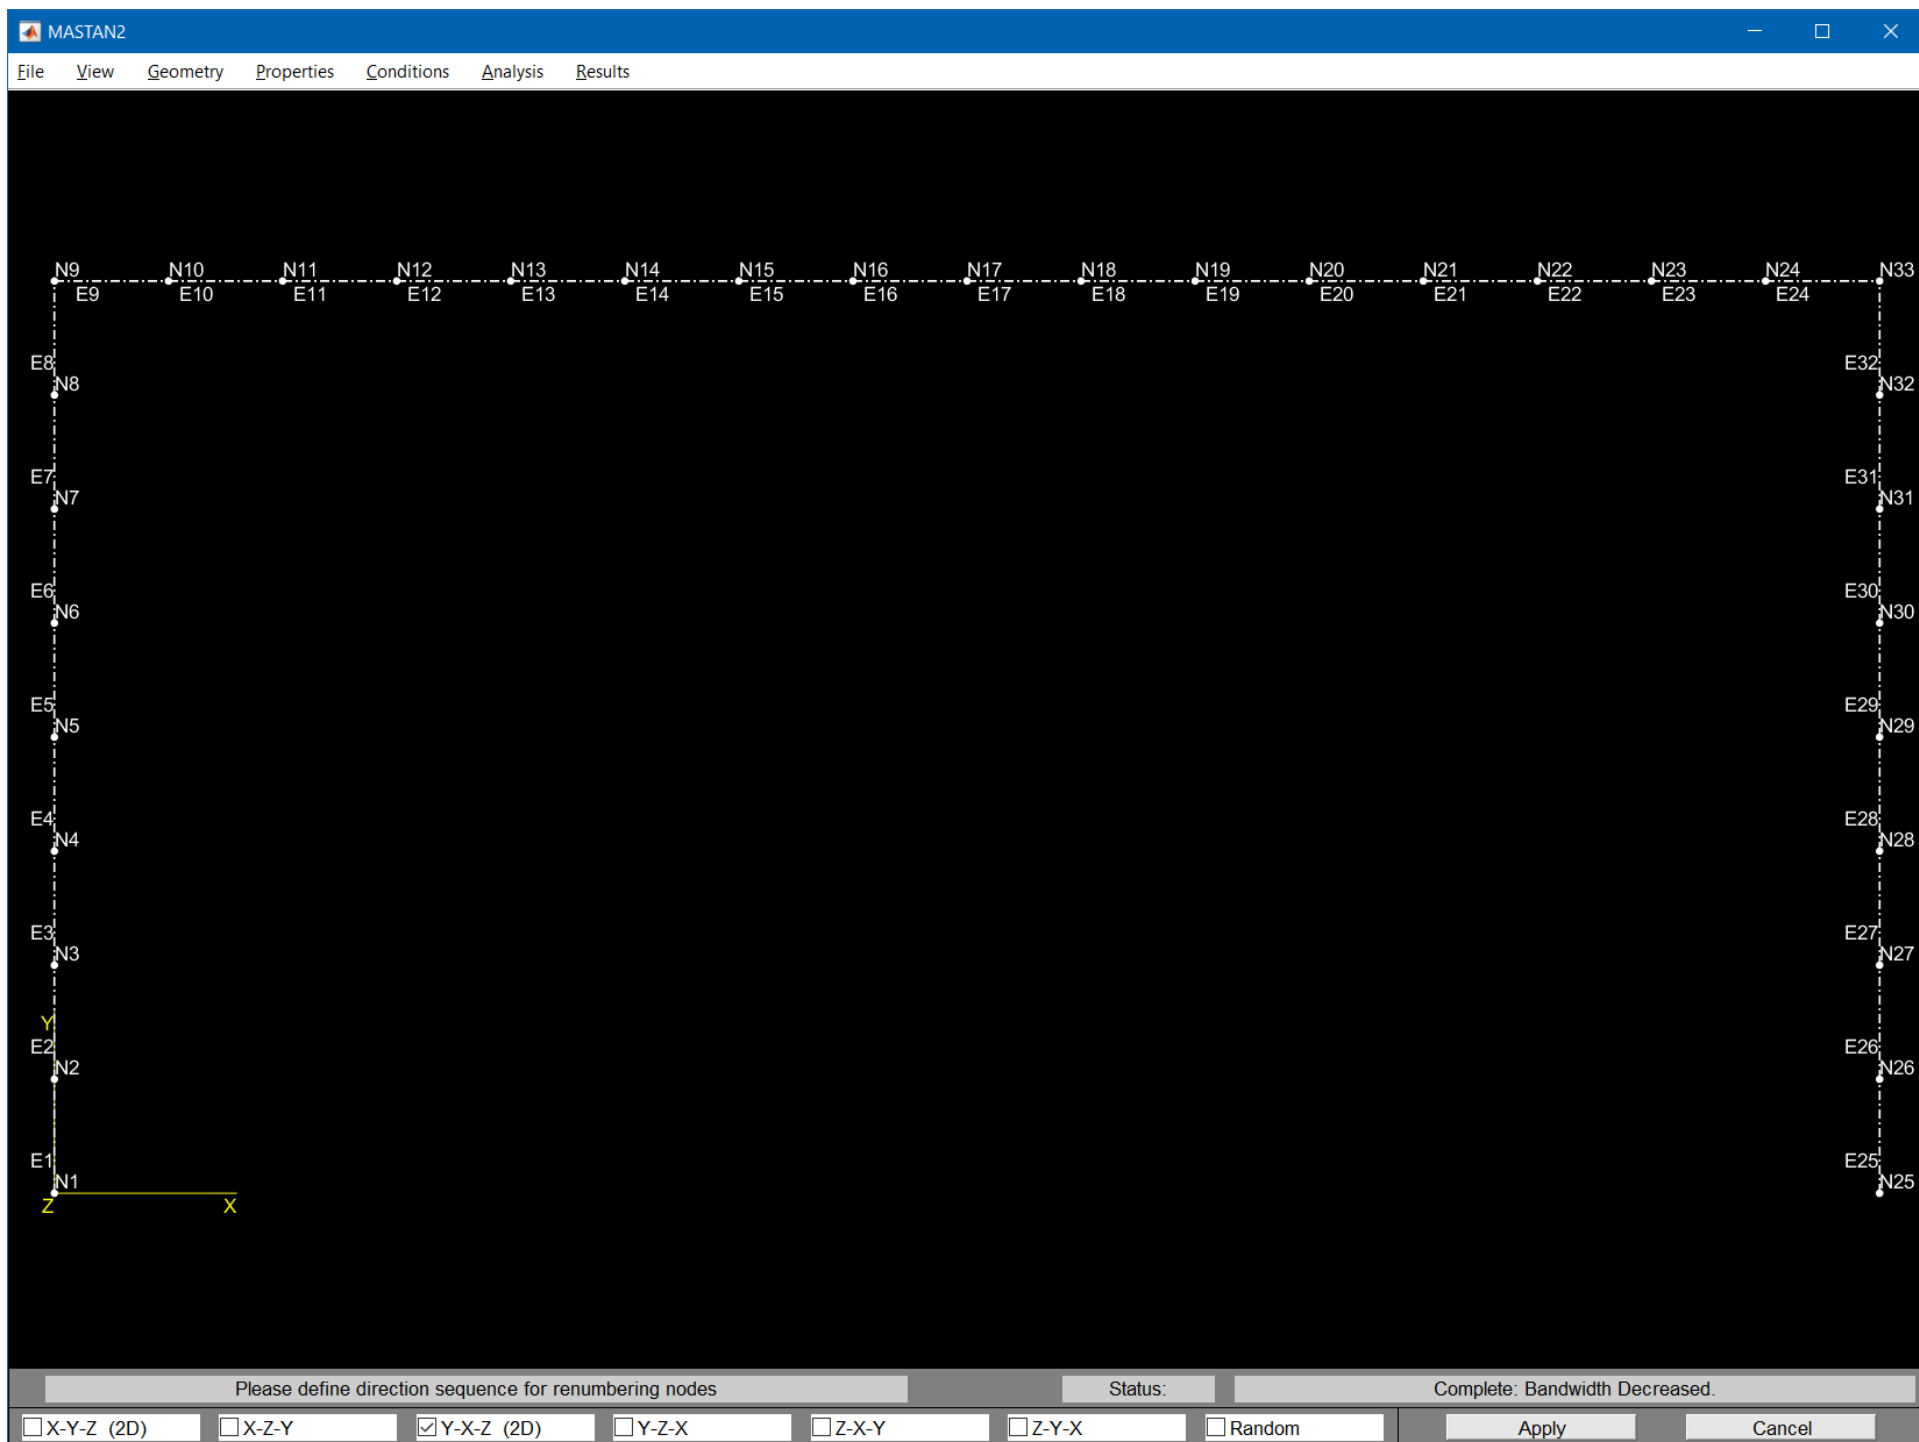 MASTAN2
File View Geometry Properties Conditions Analysis Results
N9 N10 N11 N12 N13 N14 N15 N16 N17 N18 N19 N20 N21 N22 N23 N24 N33
E9 E10 E11 E12 E13 E14 E15 E16 E17 E18 E19 E20 E21 E22 E23 E24
E8 E32
N8 N32
E7 E31
N7 N31
E6 E30
N6 N30
E5 E29
N5 N29
E4 E28
N4 N28
E3 E27
N3 N27
Y
E2 E26
N2 N26
E1 E25
N1 N25
Z X
Please define direction sequence for renumbering nodes Status: Complete: Bandwidth Decreased.
X-Y-Z (2D) X-Z-Y Y-X-Z (2D) Y-Z-X Z-X-Y Z-Y-X Random Apply Cancel